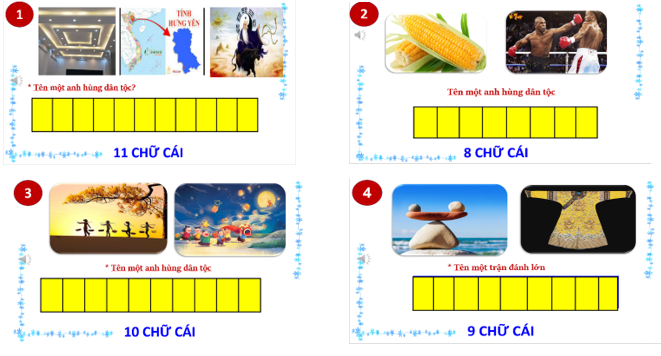 1
TỈNH
HƯNG YÊN
* Tên một anh hùng dân tộc?
11 CHỮ CÁI
2
Tên một anh hùng dân tộc
8 CHỮ CÁI
3
* Tên một anh hùng dân tộc
10 CHỮ CÁI
4
* Tên một trận đánh lớn
9 CHỮ CÁI